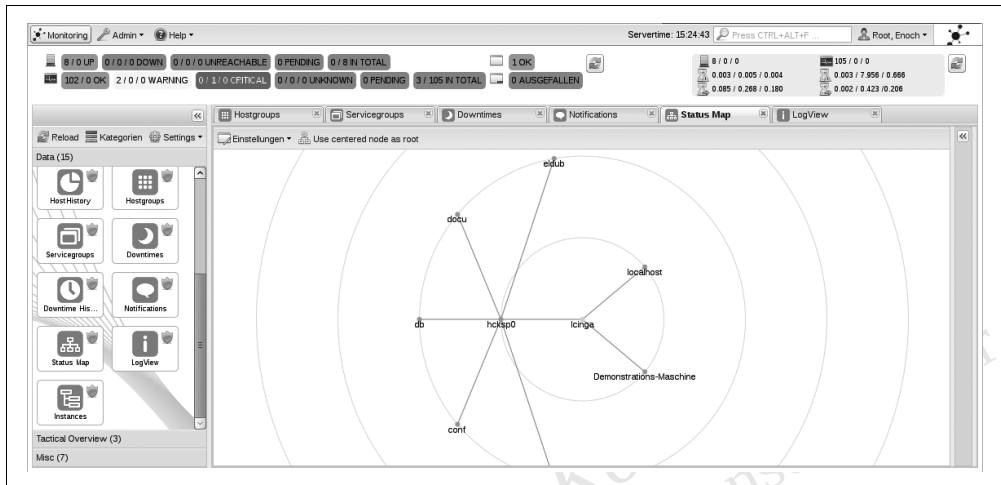 Monitoring Admin Help Servertime: 15:24:43 Press CTRL+ALT+F ... Root, Enoch
8 / 0 UP 0 / 0 / 0 DOWN 0 / 0 / 0 UNREACHABLE 0 PENDING 0 / 8 IN TOTAL 1 OK 8 / 0 / 0 105 / 0 / 0
102 / 0 OK 2 / 0 / 0 WARNING 0 / 1 / 0 CRITICAL 0 / 0 / 0 UNKNOWN 0 PENDING 3 / 105 IN TOTAL 0 AUSGEFALLEN 0.003 / 0.005 / 0.004 0.003 / 7.956 / 0.666
0.085 / 0.268 / 0.180 0.002 / 0.423 /0.206
Hostgroups Servicegroups Downtimes Notifications Status Map LogView
Reload Kategorien Settings Einstellungen Use centered node as root
Data (15)
Host History Hostgroups
Servicegroups Downtimes
Downtime His... Notifications
Status Map LogView
Instances
Tactical Overview (3)
Misc (7)
eldub
docu
localhost
db hcksp0 Icinga
Demonstrations-Maschine
conf